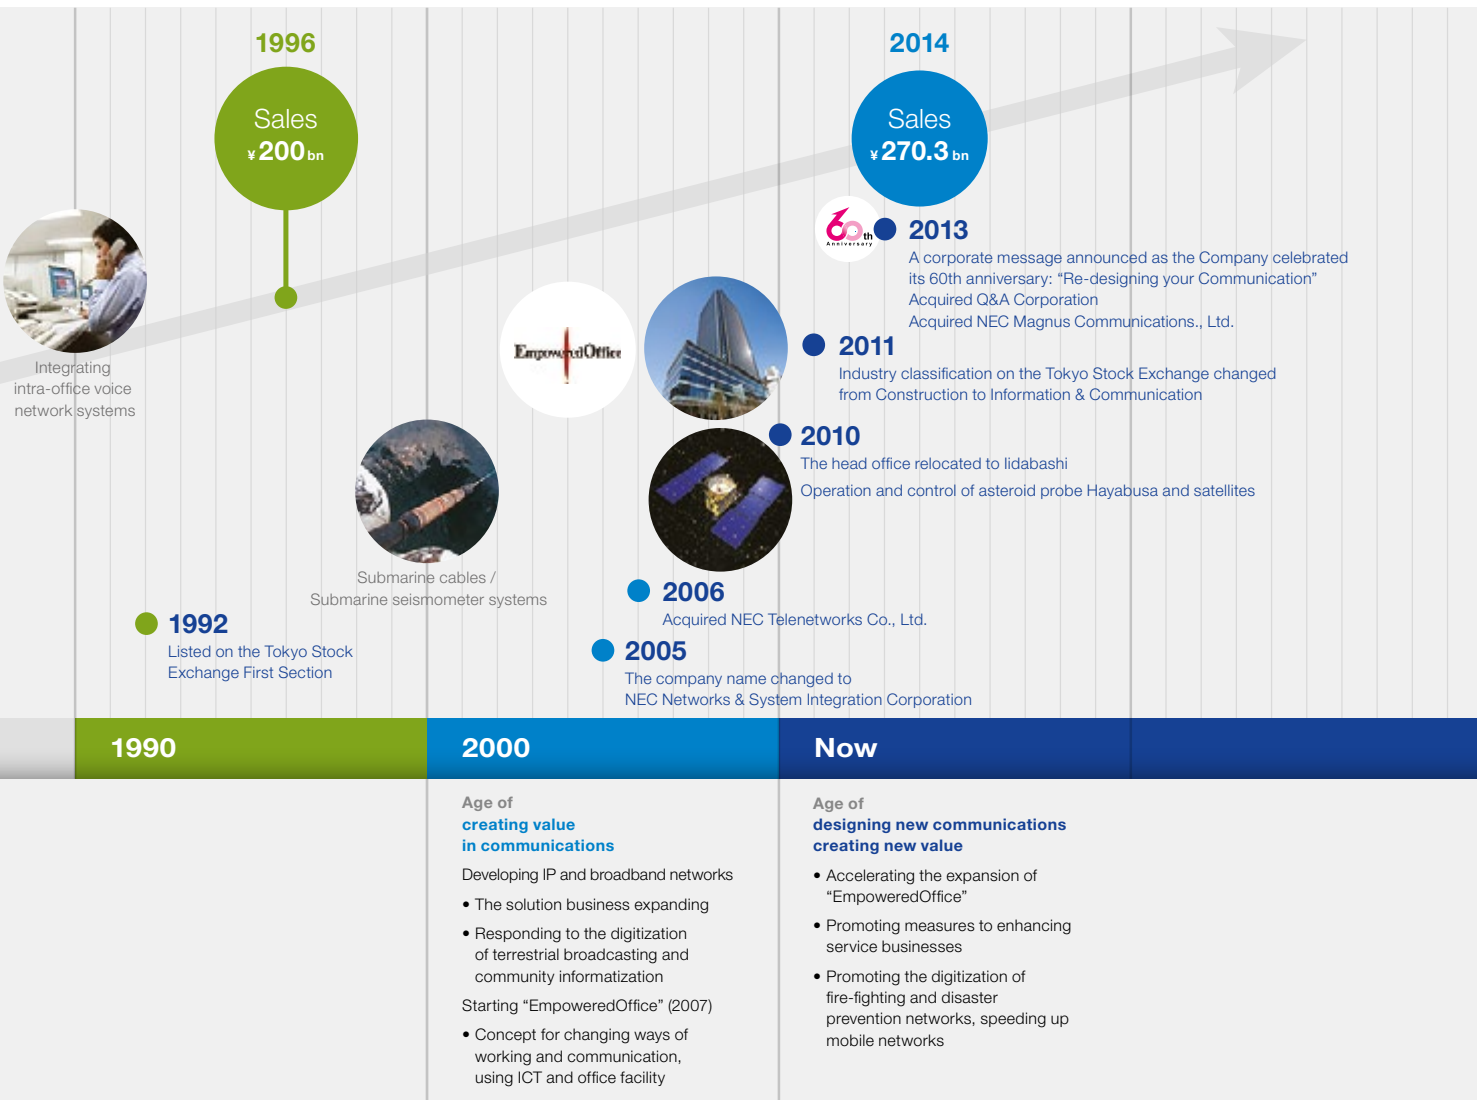 1996
Sales
¥ 200 bn
2014
Sales
¥ 270.3 bn
Integrating
intra-office voice
network systems
60th
Anniversary
2013
A corporate message announced as the Company celebrated
its 60th anniversary: “Re-designing your Communication”
Acquired Q&A Corporation
Acquired NEC Magnus Communications., Ltd.
EmpoweredOffice
2011
Industry classification on the Tokyo Stock Exchange changed
from Construction to Information & Communication
2010
The head office relocated to Iidabashi
Operation and control of asteroid probe Hayabusa and satellites
Submarine cables /
Submarine seismometer systems
2006
Acquired NEC Telenetworks Co., Ltd.
1992
Listed on the Tokyo Stock
Exchange First Section
2005
The company name changed to
NEC Networks & System Integration Corporation
1990
2000
Now
Age of
creating value
in communications
Developing IP and broadband networks
• The solution business expanding
• Responding to the digitization
of terrestrial broadcasting and
community informatization
Starting “EmpoweredOffice” (2007)
• Concept for changing ways of
working and communication,
using ICT and office facility
Age of
designing new communications
creating new value
• Accelerating the expansion of
“EmpoweredOffice”
• Promoting measures to enhancing
service businesses
• Promoting the digitization of
fire-fighting and disaster
prevention networks, speeding up
mobile networks